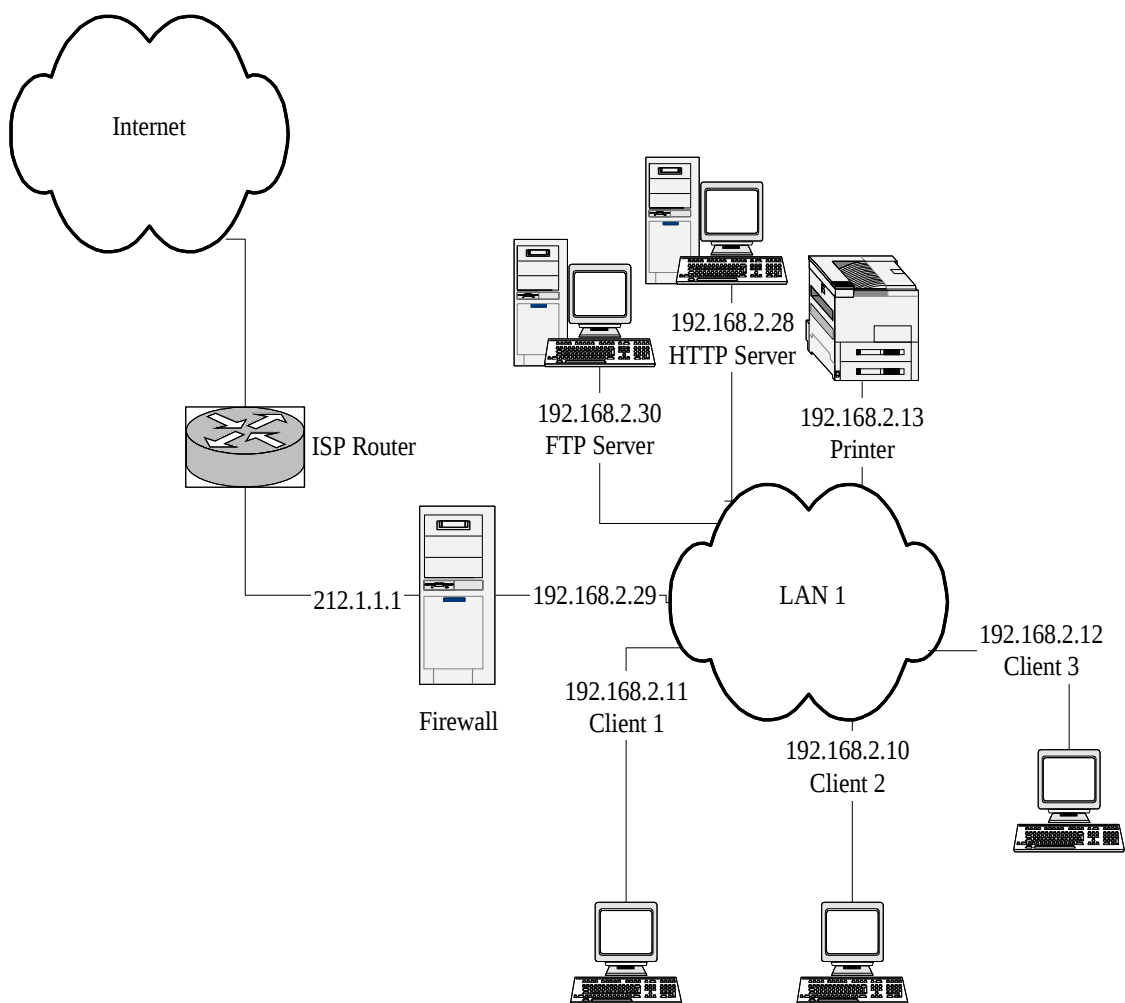 Internet
192.168.2.28
HTTP Server
192.168.2.30
FTP Server
192.168.2.13
Printer
ISP Router
212.1.1.1
192.168.2.29
LAN 1
Firewall
192.168.2.11
Client 1
192.168.2.10
Client 2
192.168.2.12
Client 3